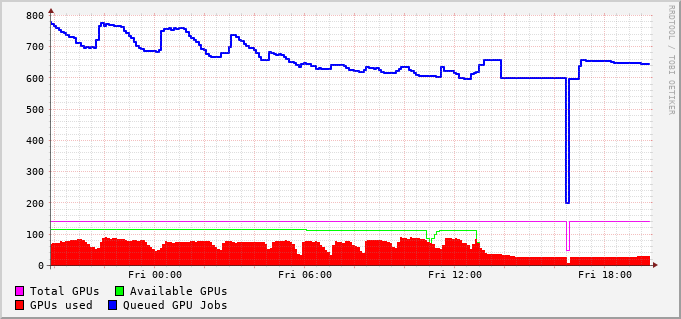 800
700
600
500
400
300
200
100
0
Fri 00:00 Fri 06:00 Fri 12:00 Fri 18:00
Total GPUs Available GPUs
GPUs used Queued GPU Jobs
RRDTOOL / TOBI OETIKER